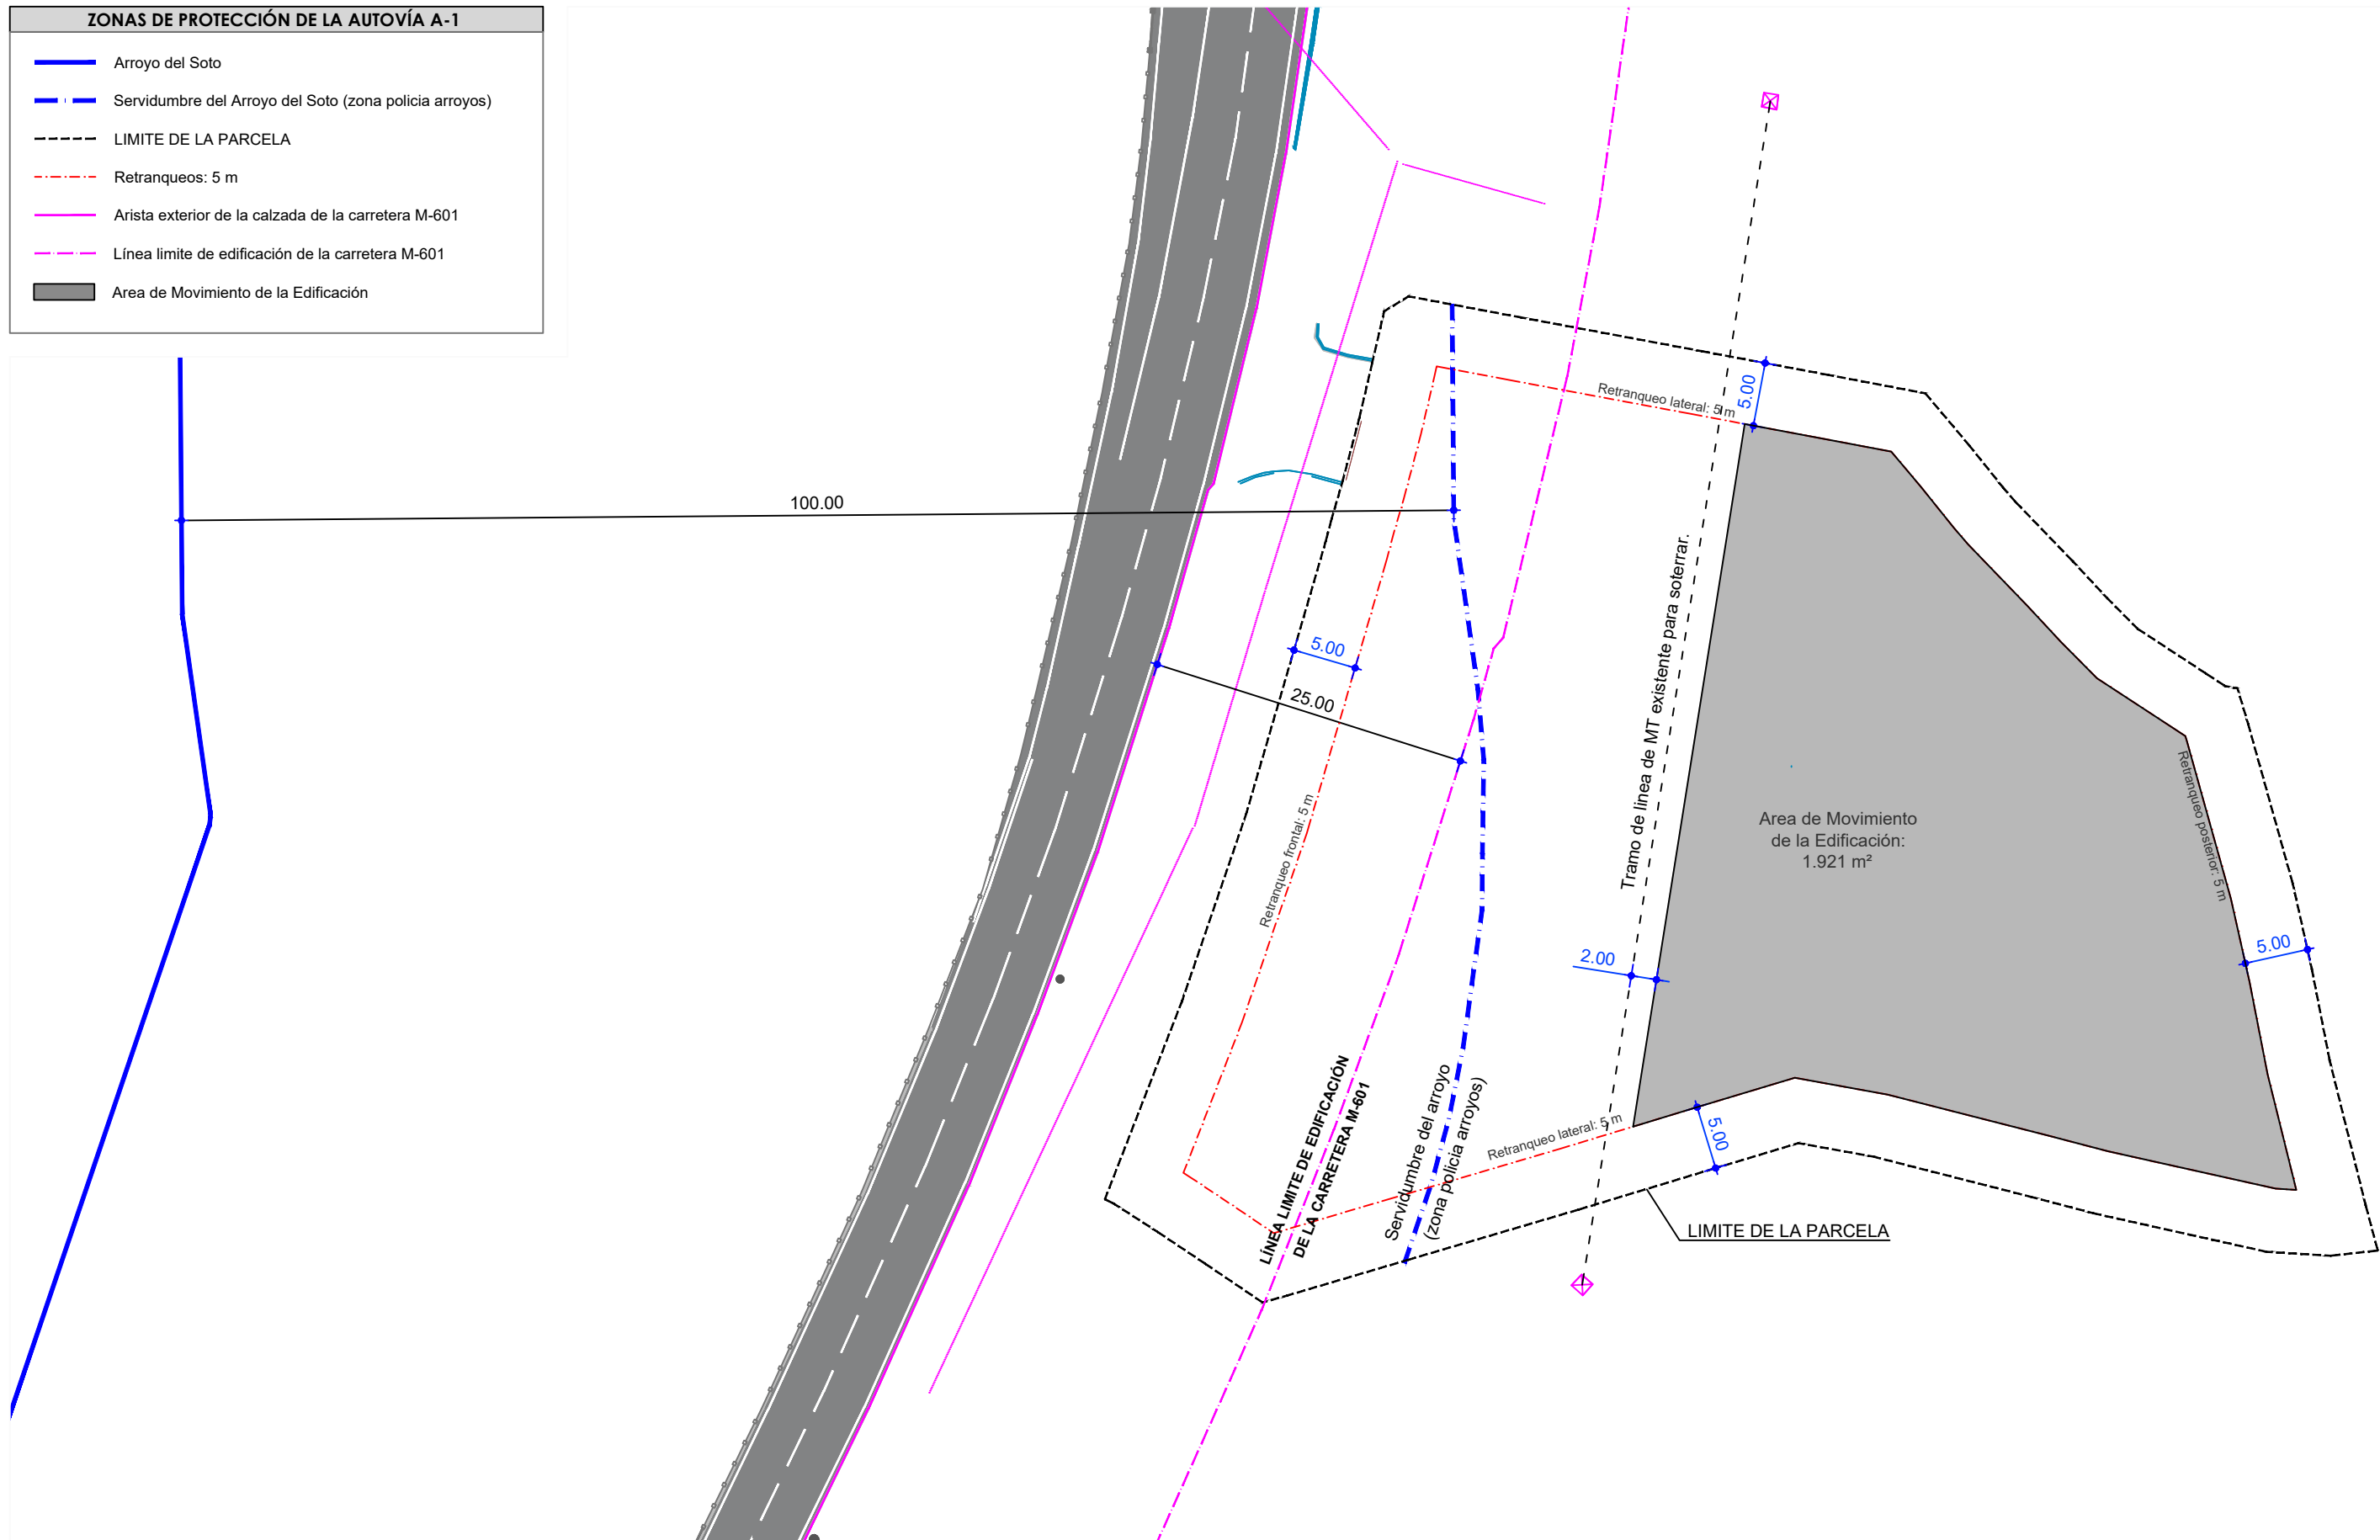 ZONAS DE PROTECCIÓN DE LA AUTOVÍA A-1
Arroyo del Soto
Servidumbre del Arroyo del Soto (zona policia arroyos)
LIMITE DE LA PARCELA
Retranqueos: 5 m
Arista exterior de la calzada de la carretera M-601
Línea limite de edificación de la carretera M-601
Area de Movimiento de la Edificación
Retranqueo lateral: 5 m
5.00
100.00
5.00
25.00
Tramo de linea de MT existente para soterrar.
Retranqueo frontal: 5 m
Area de Movimiento
de la Edificación:
1.921 m²
Retranqueo posterior: 5 m
5.00
2.00
LÍNEA LIMITE DE EDIFICACIÓN
DE LA CARRETERA M-601
Servidumbre del arroyo
(zona policia arroyos)
Retranqueo lateral: 5 m
5.00
LIMITE DE LA PARCELA